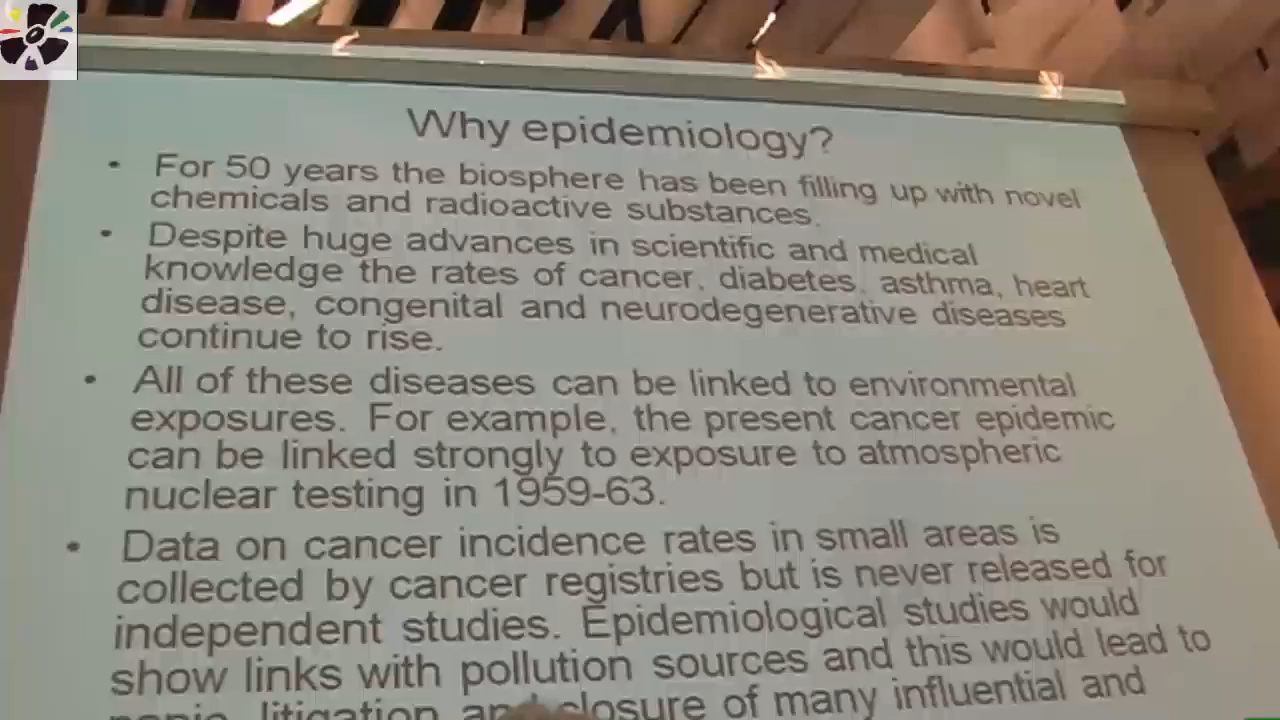 Why epidemiology?
• For 50 years the biosphere has been filling up with novel
chemicals and radioactive substances.
• Despite huge advances in scientific and medical
knowledge the rates of cancer, diabetes, asthma, heart
disease, congenital and neurodegenerative diseases
continue to rise.
• All of these diseases can be linked to environmental
exposures. For example, the present cancer epidemic
can be linked strongly to exposure to atmospheric
nuclear testing in 1959-63.
• Data on cancer incidence rates in small areas is
collected by cancer registries but is never released for
independent studies. Epidemiological studies would
show links with pollution sources and this would lead to
litigation of many influential and